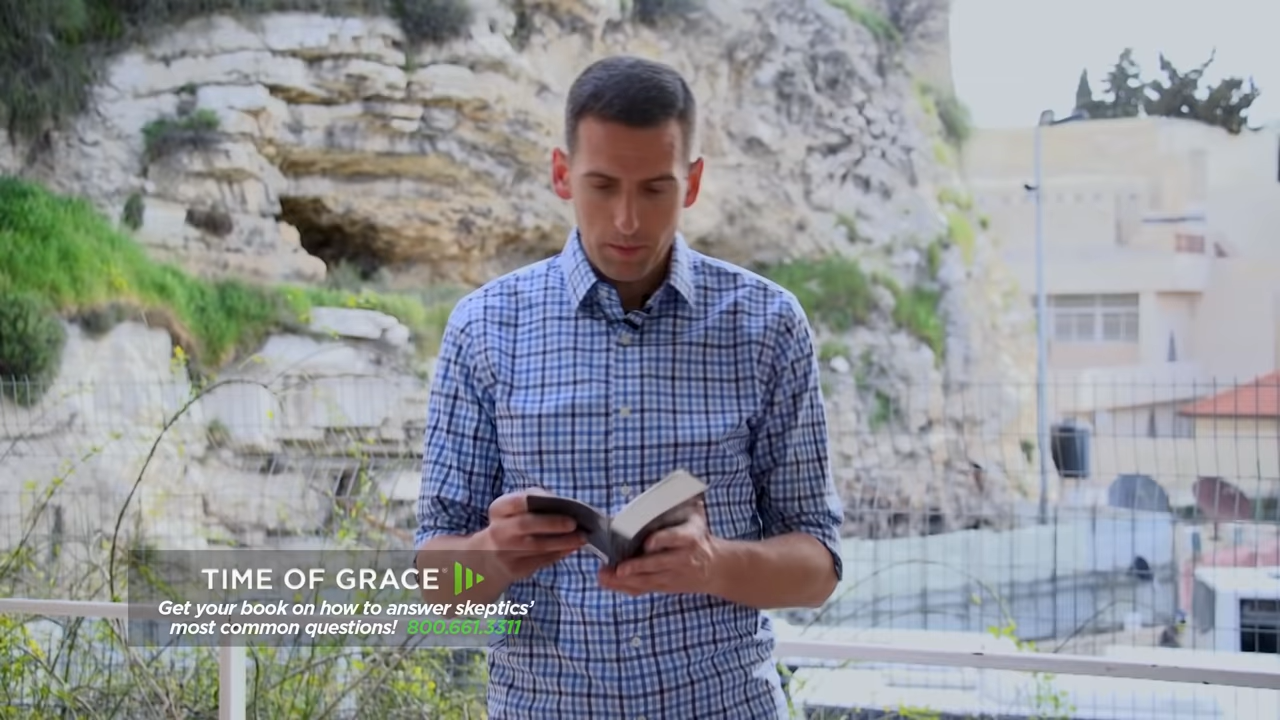 TIME OF GRACE
Get your book on how to answer skeptics’
most common questions! 800.661.3311